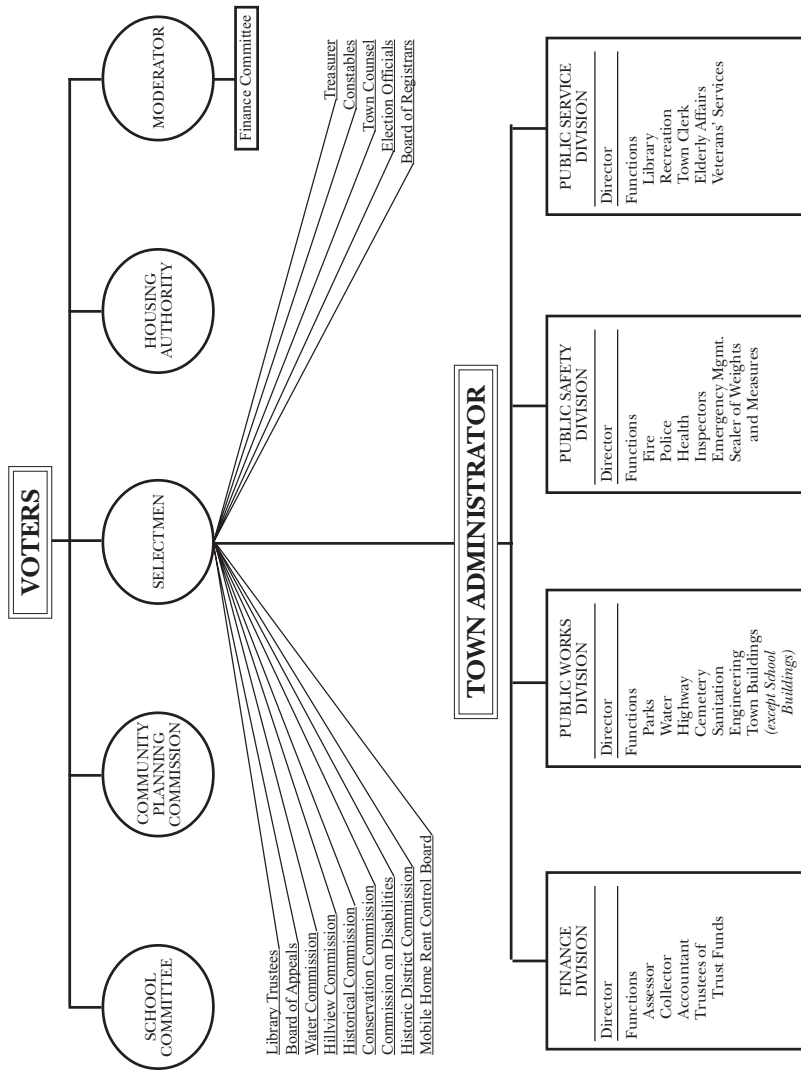 VOTERS
SCHOOL
COMMITTEE
COMMUNITY
PLANNING
COMMISSION
SELECTMEN
HOUSING
AUTHORITY
MODERATOR
Finance Committee
Library Trustees
Board of Appeals
Water Commission
Hillview Commission
Historical Commission
Conservation Commission
Commission on Disabilities
Historic District Commission
Mobile Home Rent Control Board
Treasurer
Constables
Town Counsel
Election Officials
Board of Registrars
TOWN ADMINISTRATOR
FINANCE
DIVISION
Director
Functions
Assessor
Collector
Accountant
Trustees of
Trust Funds
PUBLIC WORKS
DIVISION
Director
Functions
Parks
Water
Highway
Cemetery
Sanitation
Engineering
Town Buildings
(except School
Buildings)
PUBLIC SAFETY
DIVISION
Director
Functions
Fire
Police
Health
Inspectors
Emergency Mgmt.
Sealer of Weights
and Measures
PUBLIC SERVICE
DIVISION
Director
Functions
Library
Recreation
Town Clerk
Elderly Affairs
Veterans' Services